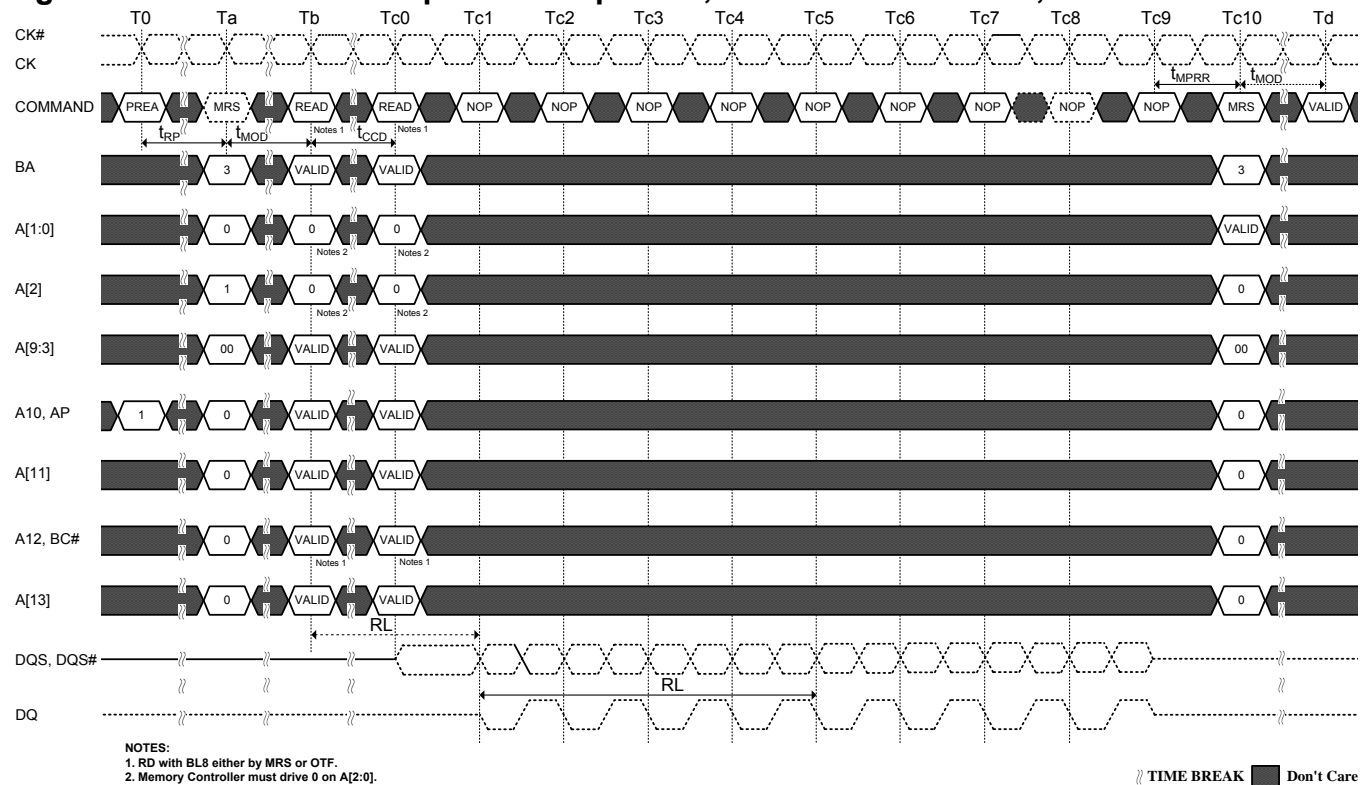 T0 Ta Tb Tc0 Tc1 Tc2 Tc3 Tc4 Tc5 Tc6 Tc7 Tc8 Tc9 Tc10 Td
CK#
CK
tMPRR tMOD
COMMAND PREA MRS READ READ NOP NOP NOP NOP NOP NOP NOP NOP NOP MRS VALID
Notes 1 Notes 1
tRP tMOD tCCD
BA 3 VALID VALID 3
A[1:0] 0 0 0 VALID
Notes 2 Notes 2
A[2] 1 0 0 0
Notes 2 Notes 2
A[9:3] 00 VALID VALID 00
A10, AP 1 0 VALID VALID 0
A[11] 0 VALID VALID 0
A12, BC# 0 VALID VALID 0
Notes 1 Notes 1
A[13] 0 VALID VALID 0
RL
DQS, DQS#
RL
DQ
NOTES:
1. RD with BL8 either by MRS or OTF.
2. Memory Controller must drive 0 on A[2:0].
TIME BREAK Don't Care